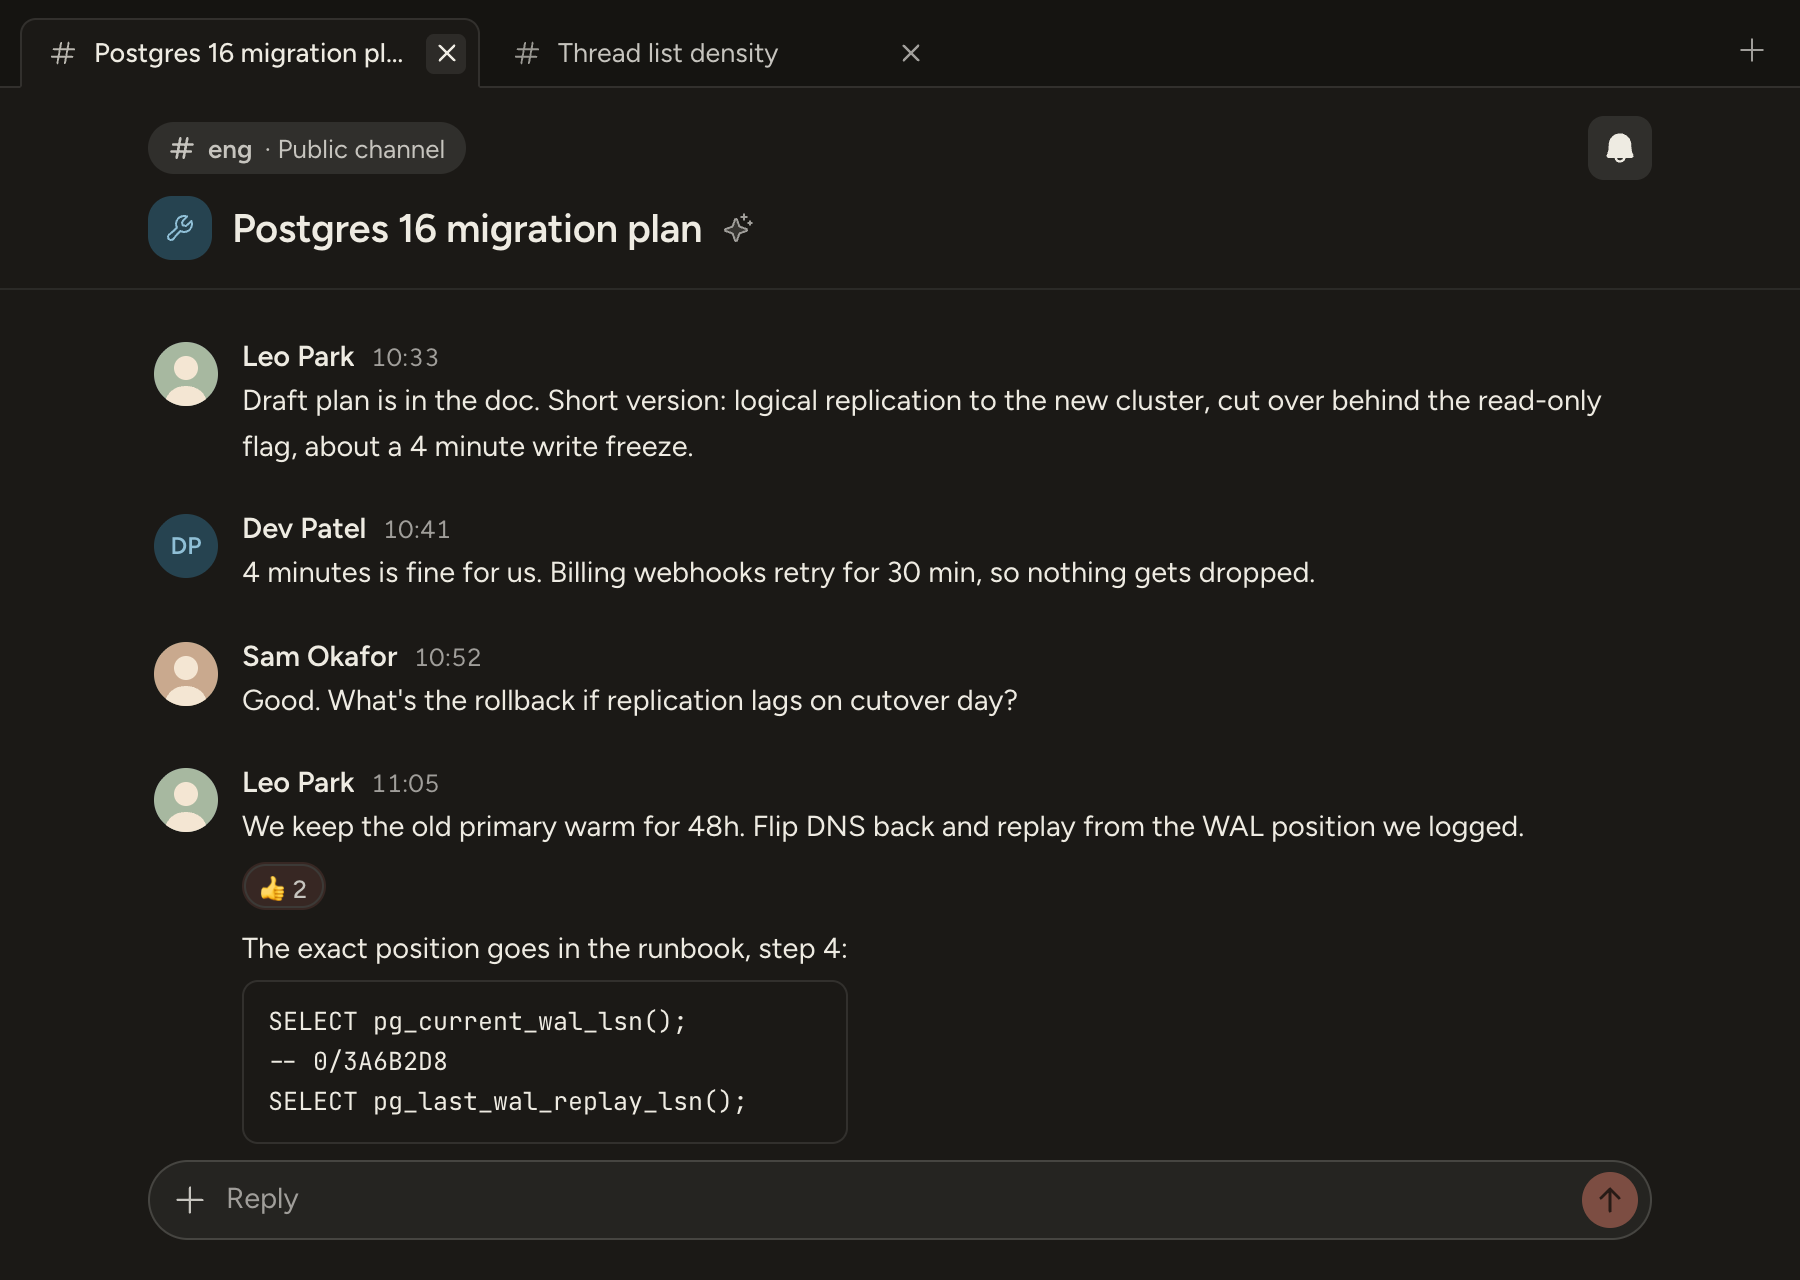 Postgres 16 migration pl...
Thread list density
eng · Public channel
Postgres 16 migration plan
Leo Park 10:33
Draft plan is in the doc. Short version: logical replication to the new cluster, cut over behind the read-only
flag, about a 4 minute write freeze.
DP
Dev Patel 10:41
4 minutes is fine for us. Billing webhooks retry for 30 min, so nothing gets dropped.
Sam Okafor 10:52
Good. What's the rollback if replication lags on cutover day?
Leo Park 11:05
We keep the old primary warm for 48h. Flip DNS back and replay from the WAL position we logged.
👍 2
The exact position goes in the runbook, step 4:
SELECT pg_current_wal_lsn();
-- 0/3A6B2D8
SELECT pg_last_wal_replay_lsn();
Reply